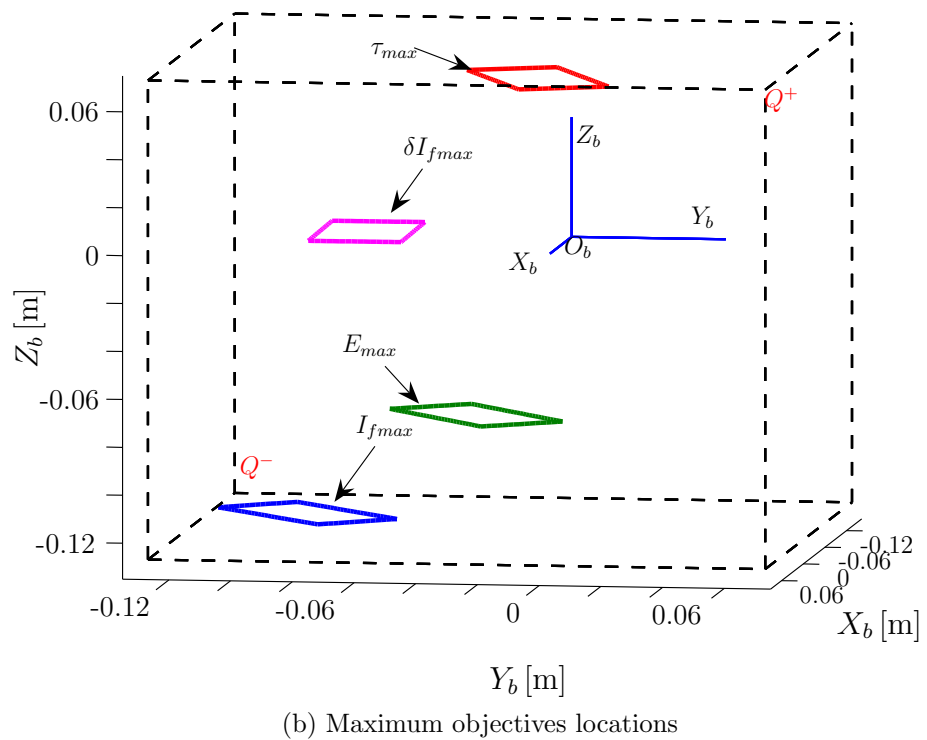 τ_max
0.06
Q⁺
Z_b
δI_fmax
Y_b
0
O_b
X_b
Z_b [m]
E_max
-0.06
I_fmax
Q⁻
-0.12
-0.12
-0.06
0
0.06
-0.12
-0.06
0
0.06
X_b [m]
Y_b [m]
(b) Maximum objectives locations